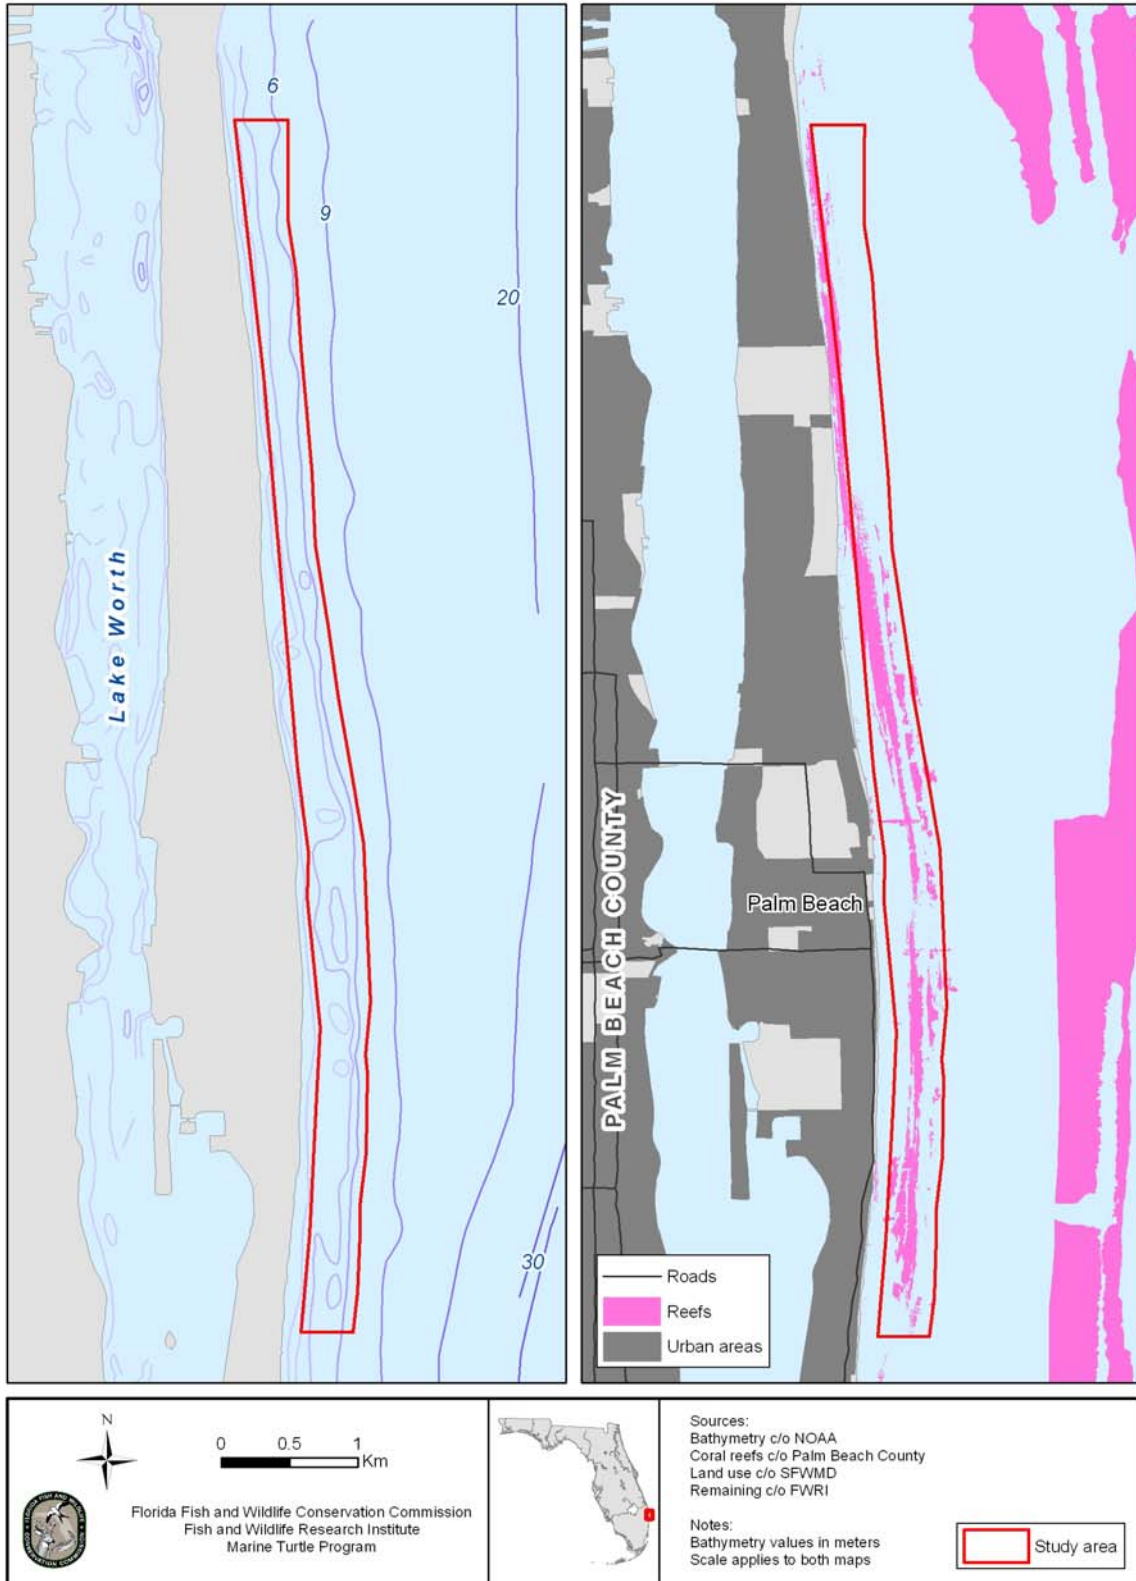 6
9
20
Lake Worth
30
PALM BEACH COUNTY
Palm Beach
Roads
Reefs
Urban areas
N
0 0.5 1
Km
Florida Fish and Wildlife Conservation Commission
Fish and Wildlife Research Institute
Marine Turtle Program
Sources:
Bathymetry c/o NOAA
Coral reefs c/o Palm Beach County
Land use c/o SFWMD
Remaining c/o FWRI
Notes:
Bathymetry values in meters
Scale applies to both maps
Study area